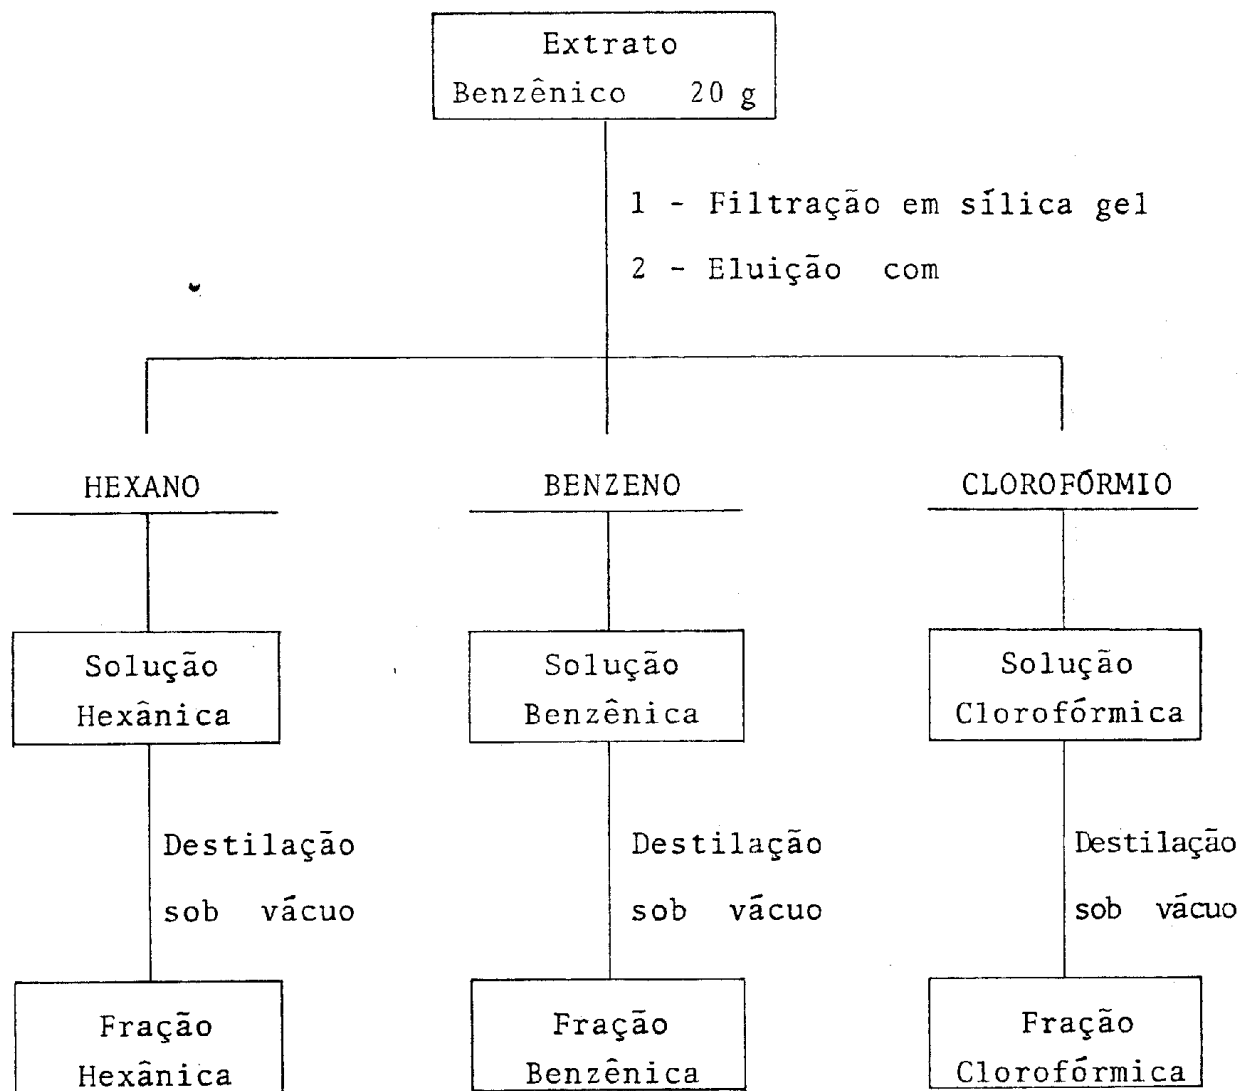 Extrato
Benzênico 20 g
1 - Filtração em sílica gel
2 - Eluição com
HEXANO
BENZENO
CLOROFÓRMIO
Solução
Hexânica
Solução
Benzênica
Solução
Clorofórmica
Destilação
sob vácuo
Destilação
sob vácuo
Destilação
sob vácuo
Fração
Hexânica
Fração
Benzênica
Fração
Clorofórmica